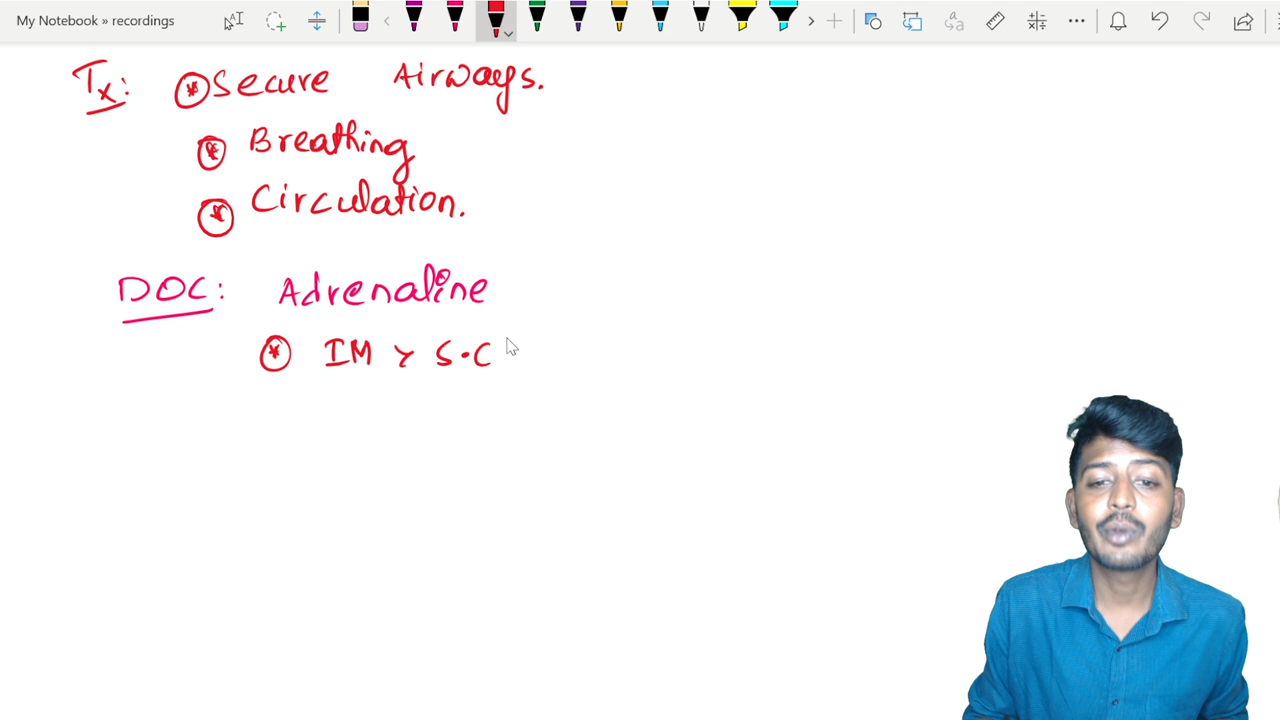 My Notebook » recordings
Tx: * Secure Airways.
* Breathing
* Circulation.
DOC: Adrenaline
* IM > S.C